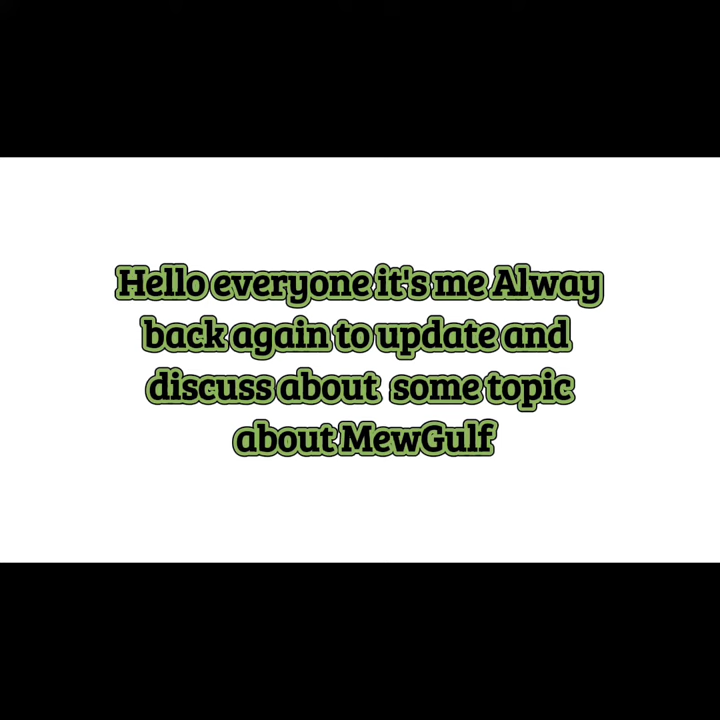 Hello everyone it's me Alway
back again to update and
discuss about some topic
about MewGulf